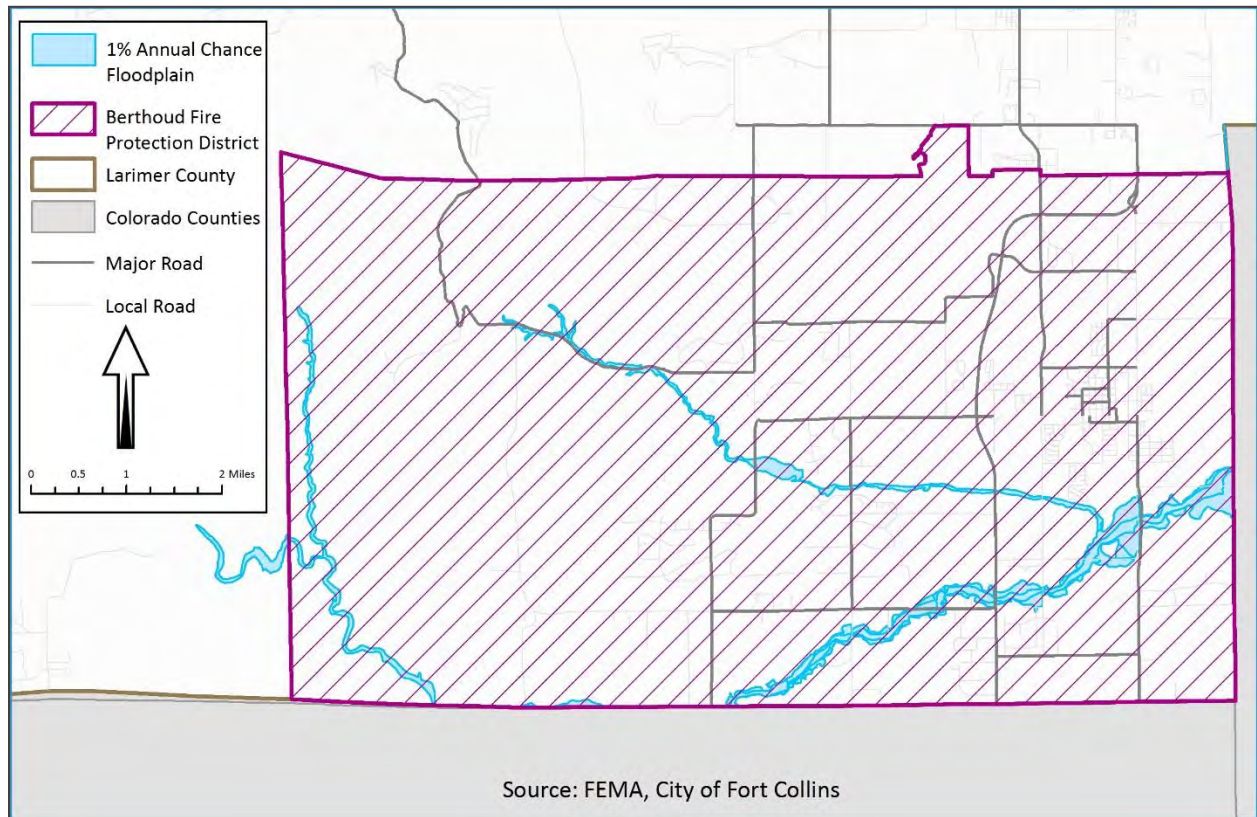 1% Annual Chance
Floodplain
Berthoud Fire
Protection District
Larimer County
Colorado Counties
Major Road
Local Road
0 0.5 1 2 Miles
Source: FEMA, City of Fort Collins